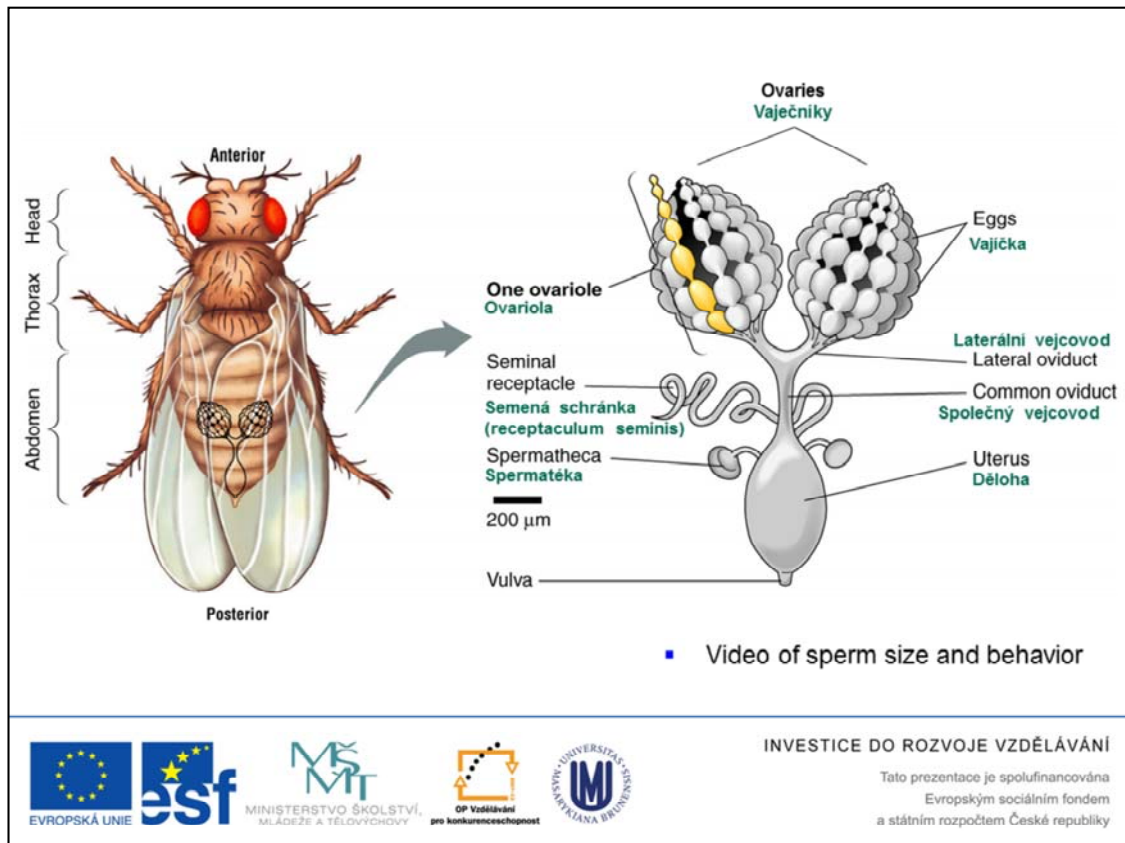 Anterior
Head
Thorax
Abdomen
Posterior
Ovaries
Vaječníky
Eggs
Vajíčka
One ovariole
Ovariola
Laterální vejcovod
Lateral oviduct
Seminal
receptacle
Semená schránka
(receptaculum seminis)
Common oviduct
Společný vejcovod
Spermatheca
Spermatéka
Uterus
Děloha
200 µm
Vulva
▪ Video of sperm size and behavior
EVROPSKÁ UNIE
esf
MŠMT
MINISTERSTVO ŠKOLSTVÍ,
MLÁDEŽE A TĚLOVÝCHOVY
OP Vzdělávání
pro konkurenceschopnost
UNIVERSITAS MASARYKIANA BRUNENSIS
INVESTICE DO ROZVOJE VZDĚLÁVÁNÍ
Tato prezentace je spolufinancována
Evropským sociálním fondem
a státním rozpočtem České republiky